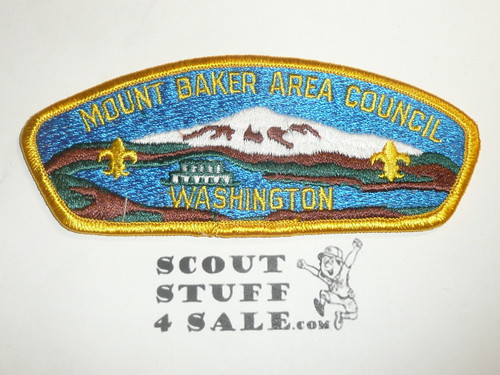 MOUNT BAKER AREA COUNCIL
WASHINGTON
SCOUT
STUFF
4 SALE.COM